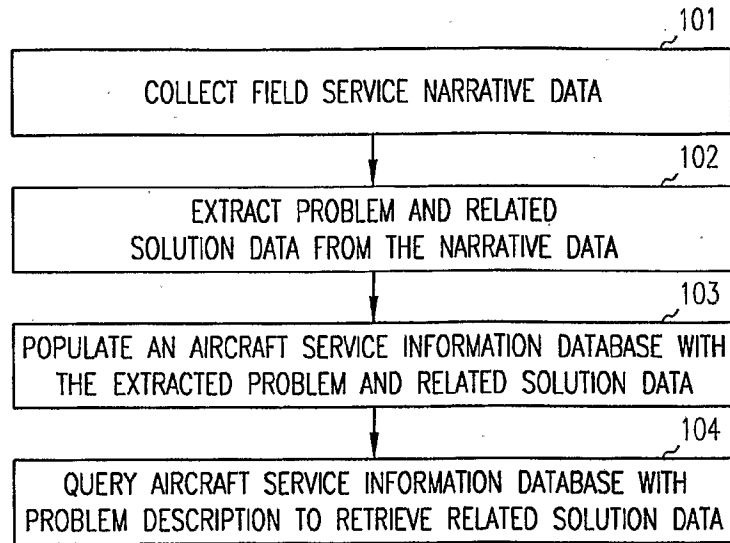 101
COLLECT FIELD SERVICE NARRATIVE DATA
102
EXTRACT PROBLEM AND RELATED
SOLUTION DATA FROM THE NARRATIVE DATA
103
POPULATE AN AIRCRAFT SERVICE INFORMATION DATABASE WITH
THE EXTRACTED PROBLEM AND RELATED SOLUTION DATA
104
QUERY AIRCRAFT SERVICE INFORMATION DATABASE WITH
PROBLEM DESCRIPTION TO RETRIEVE RELATED SOLUTION DATA